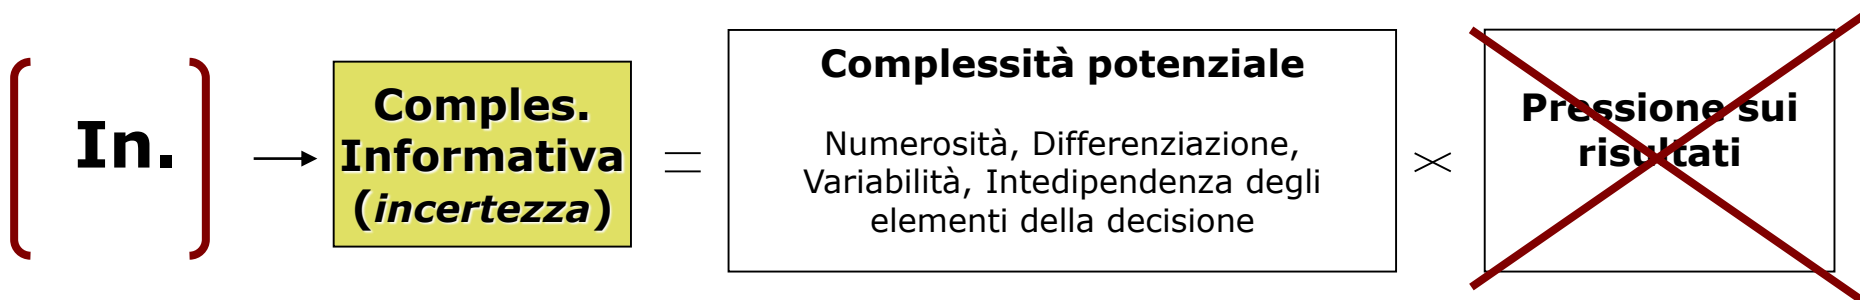 In.
Comples.
Informativa
(incertezza)
=
Complessità potenziale
Numerosità, Differenziazione,
Variabilità, Intedipendenza degli
elementi della decisione
×
Pressione sui
risultati